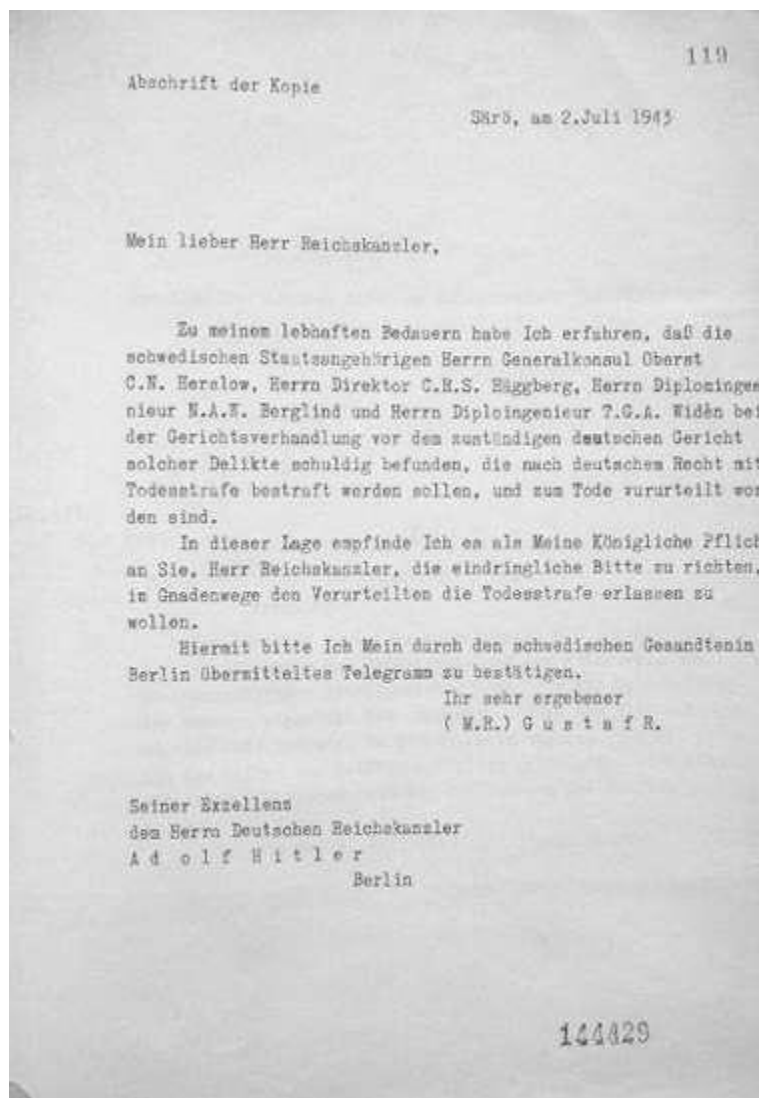 119
Abschrift der Kopie
Särö, am 2.Juli 1943
Mein lieber Herr Reichskanzler,
Zu meinem lebhaften Bedauern habe Ich erfahren, daß die
schwedischen Staatsangehörigen Herrn Generalkonsul Oberst
C.N. Herslow, Herrn Direktor C.H.S. Häggberg, Herrn Diplominge
nieur N.A.W. Berglind und Herrn Diploingenieur T.G.A. Widèn bei
der Gerichtsverhandlung vor dem zuständigen deutschen Gericht
solcher Delikte schuldig befunden, die nach deutschem Recht mit
Todesstrafe bestraft werden sollen, und zum Tode vururteilt wor
den sind.
In dieser Lage empfinde Ich es als Meine Königliche Pflich
an Sie, Herr Reichskanzler, die eindringliche Bitte zu richten,
im Gnadenwege den Verurteilten die Todesstrafe erlassen zu
wollen.
Hiermit bitte Ich Mein durch den schwedischen Gesandtenin
Berlin übermitteltes Telegramm zu bestätigen.
Ihr sehr ergebener
( M.R.) G u s t a f R.
Seiner Exzellens
dem Herrn Deutschen Reichskanzler
A d o l f H i t l e r
Berlin
144429